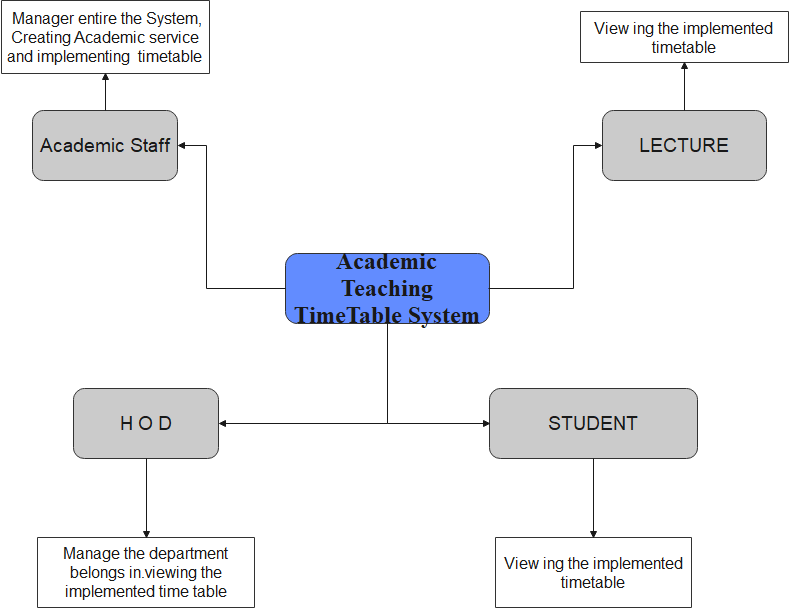 Manager entire the System,
Creating Academic service
and implementing timetable
View ing the implemented
timetable
Academic Staff
LECTURE
Academic
Teaching
TimeTable System
H O D
STUDENT
Manage the department
belongs in.viewing the
implemented time table
View ing the implemented
timetable